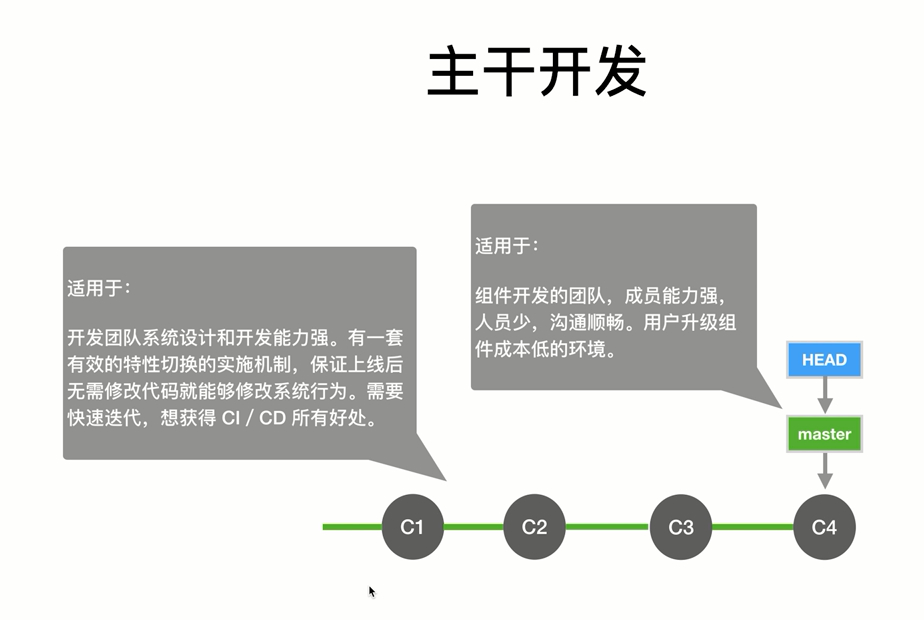 主干开发
适用于：
开发团队系统设计和开发能力强。有一套
有效的特性切换的实施机制，保证上线后
无需修改代码就能够修改系统行为。需要
快速迭代，想获得 CI / CD 所有好处。
适用于：
组件开发的团队，成员能力强，
人员少，沟通顺畅。用户升级组
件成本低的环境。
HEAD
master
C1
C2
C3
C4